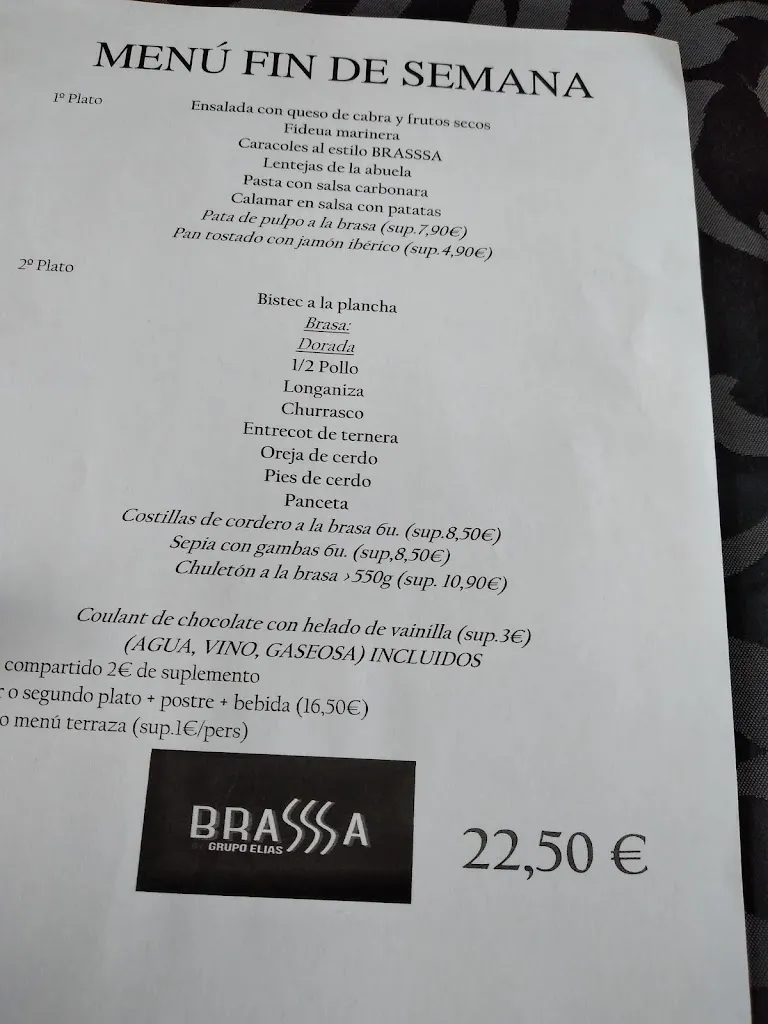 MENÚ FIN DE SEMANA
1º Plato
Ensalada con queso de cabra y frutos secos
Fideua marinera
Caracoles al estilo BRASSSA
Lentejas de la abuela
Pasta con salsa carbonara
Calamar en salsa con patatas
Pata de pulpo a la brasa (sup.7,90€)
Pan tostado con jamón ibérico (sup.4,90€)
2º Plato
Bistec a la plancha
Brasa:
Dorada
1/2 Pollo
Longaniza
Churrasco
Entrecot de ternera
Oreja de cerdo
Pies de cerdo
Panceta
Costillas de cordero a la brasa 6u. (sup.8,50€)
Sepia con gambas 6u. (sup,8,50€)
Chuletón a la brasa >550g (sup. 10,90€)
Coulant de chocolate con helado de vainilla (sup.3€)
(AGUA, VINO, GASEOSA) INCLUIDOS
compartido 2€ de suplemento
r o segundo plato + postre + bebida (16,50€)
o menú terraza (sup.1€/pers)
BRASSSA
GRUPO ELIAS
22,50 €